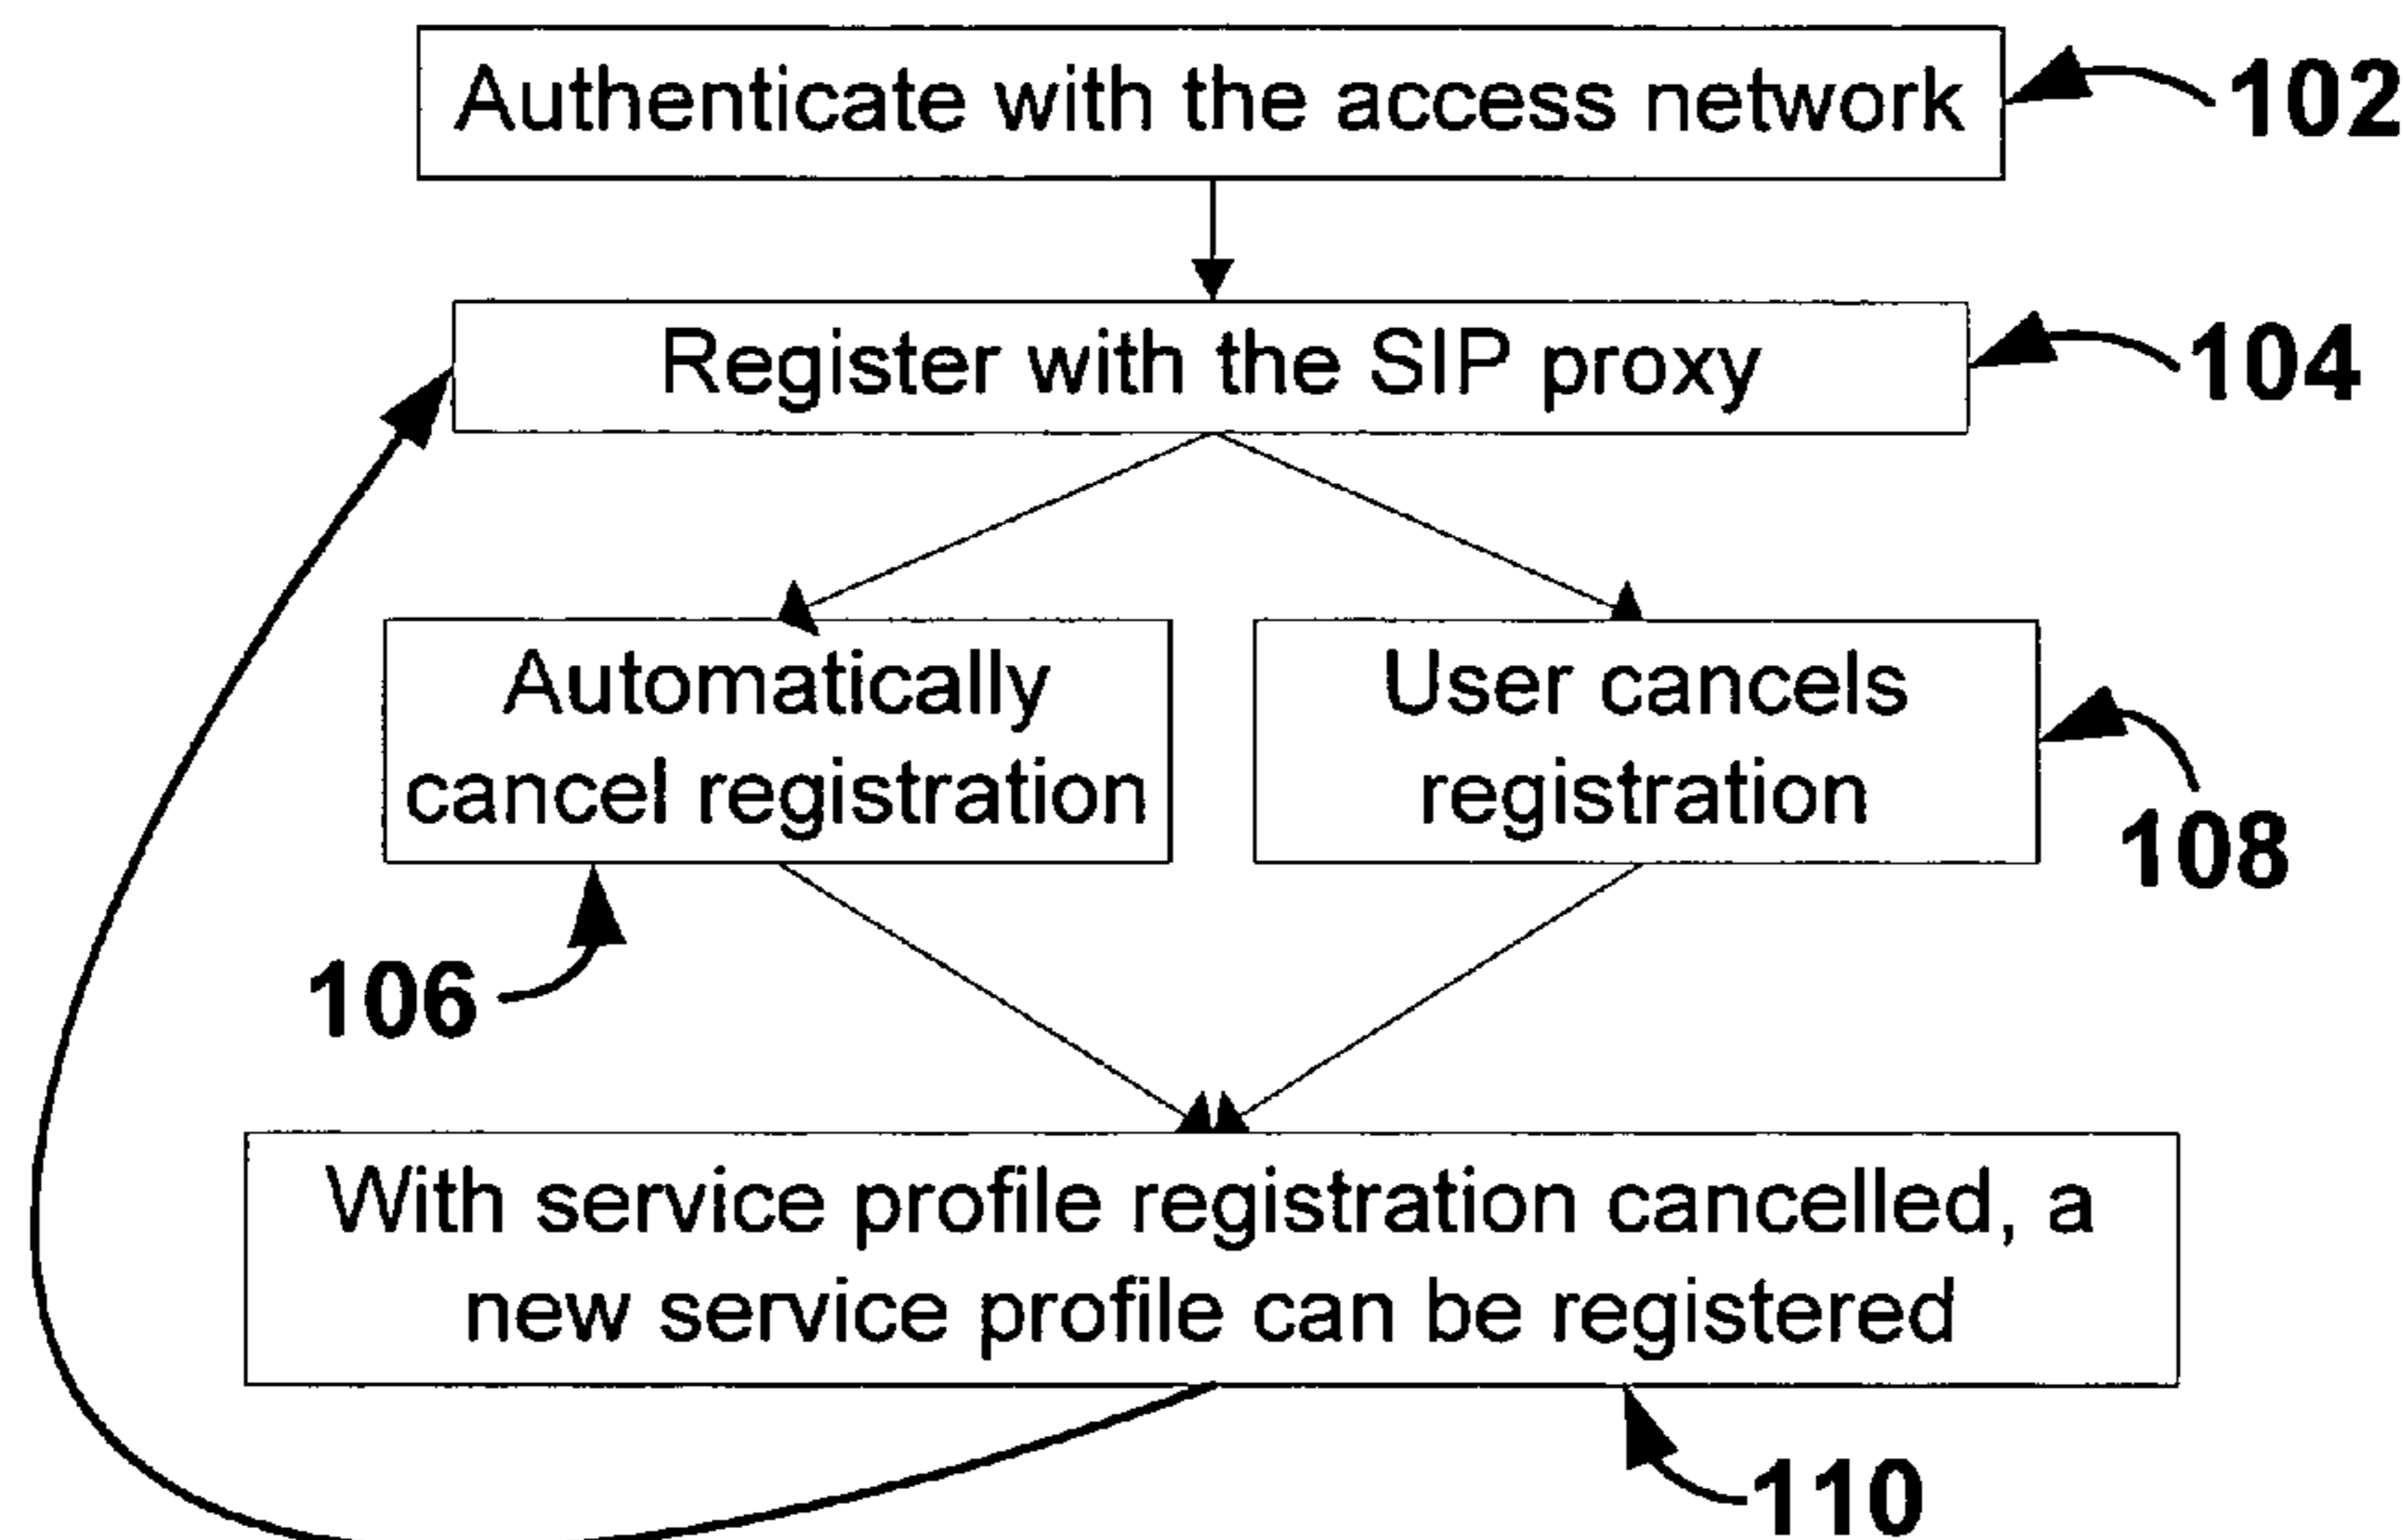 Authenticate with the access network
102
Register with the SIP proxy
104
Automatically
cancel registration
User cancels
registration
108
106
With service profile registration cancelled, a
new service profile can be registered
110